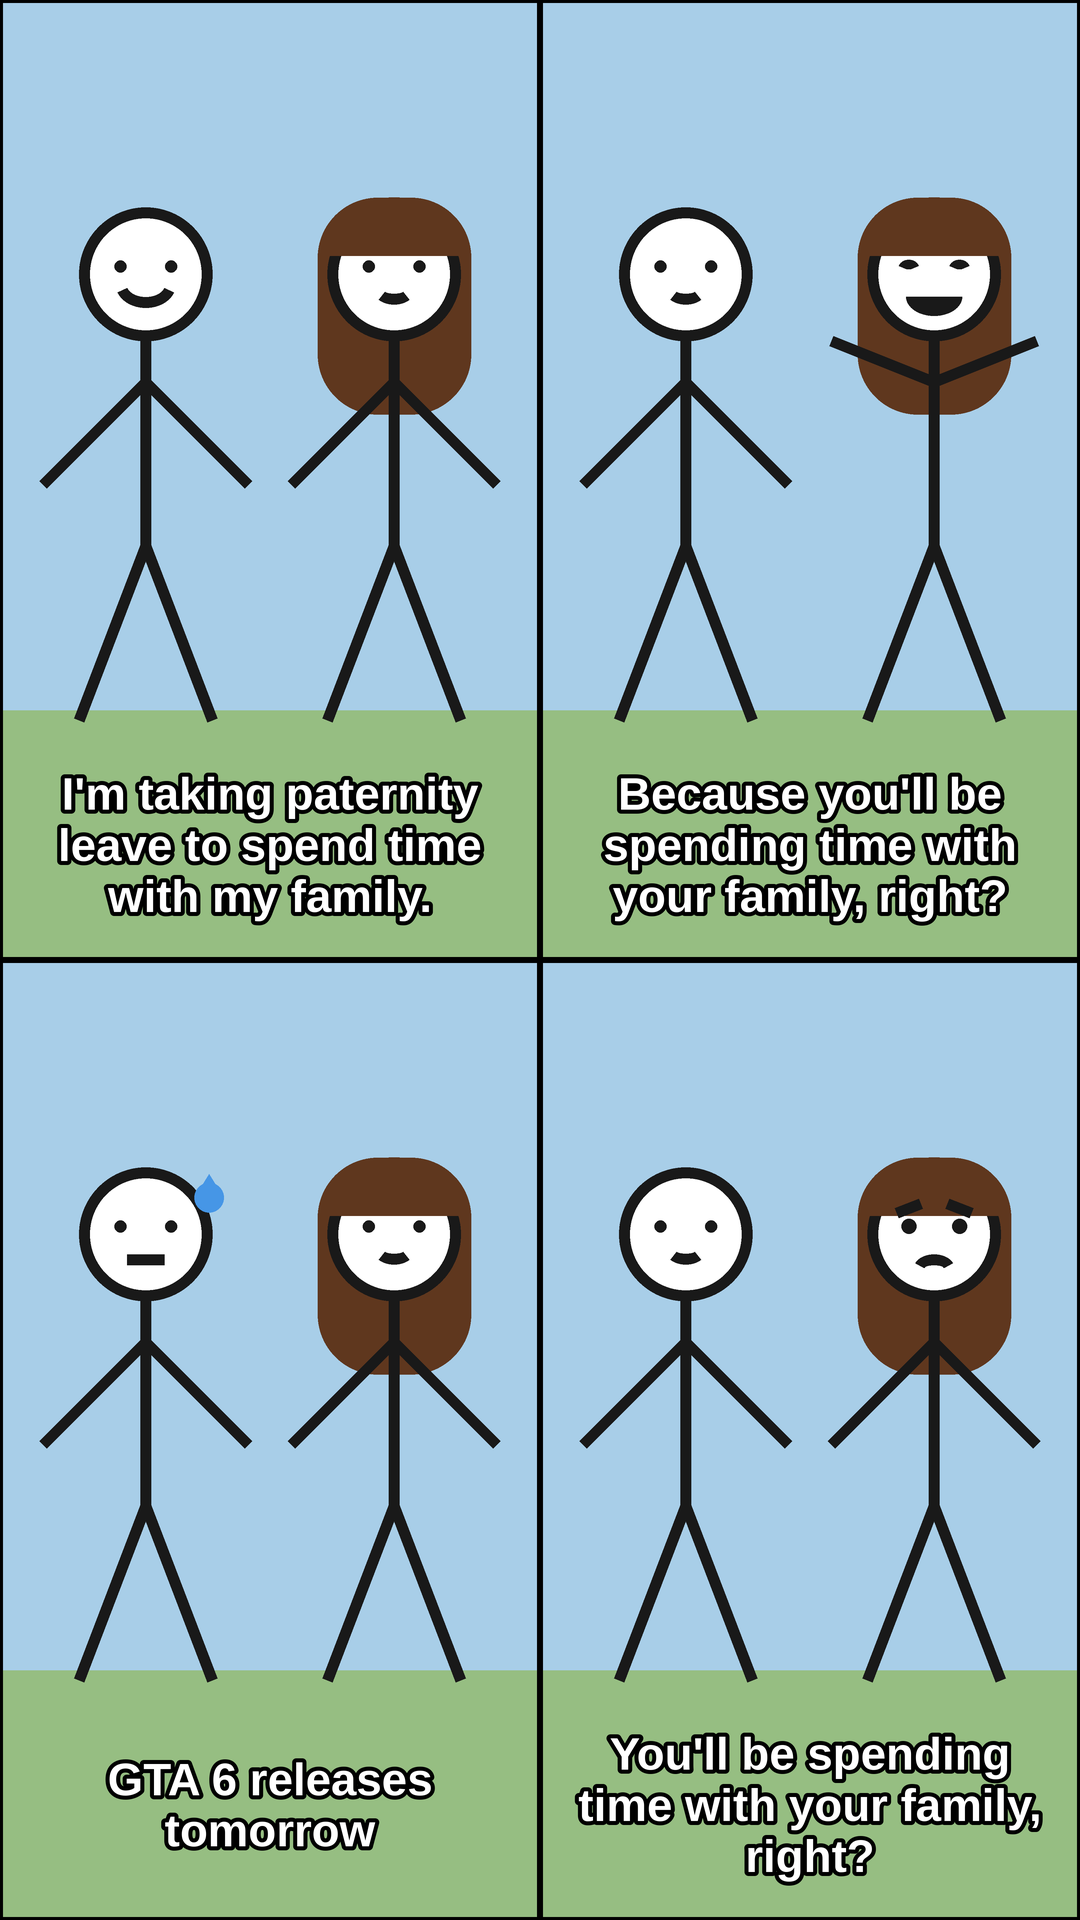 I'm taking paternity
leave to spend time
with my family.
Because you'll be
spending time with
your family, right?
GTA 6 releases
tomorrow
You'll be spending
time with your family,
right?